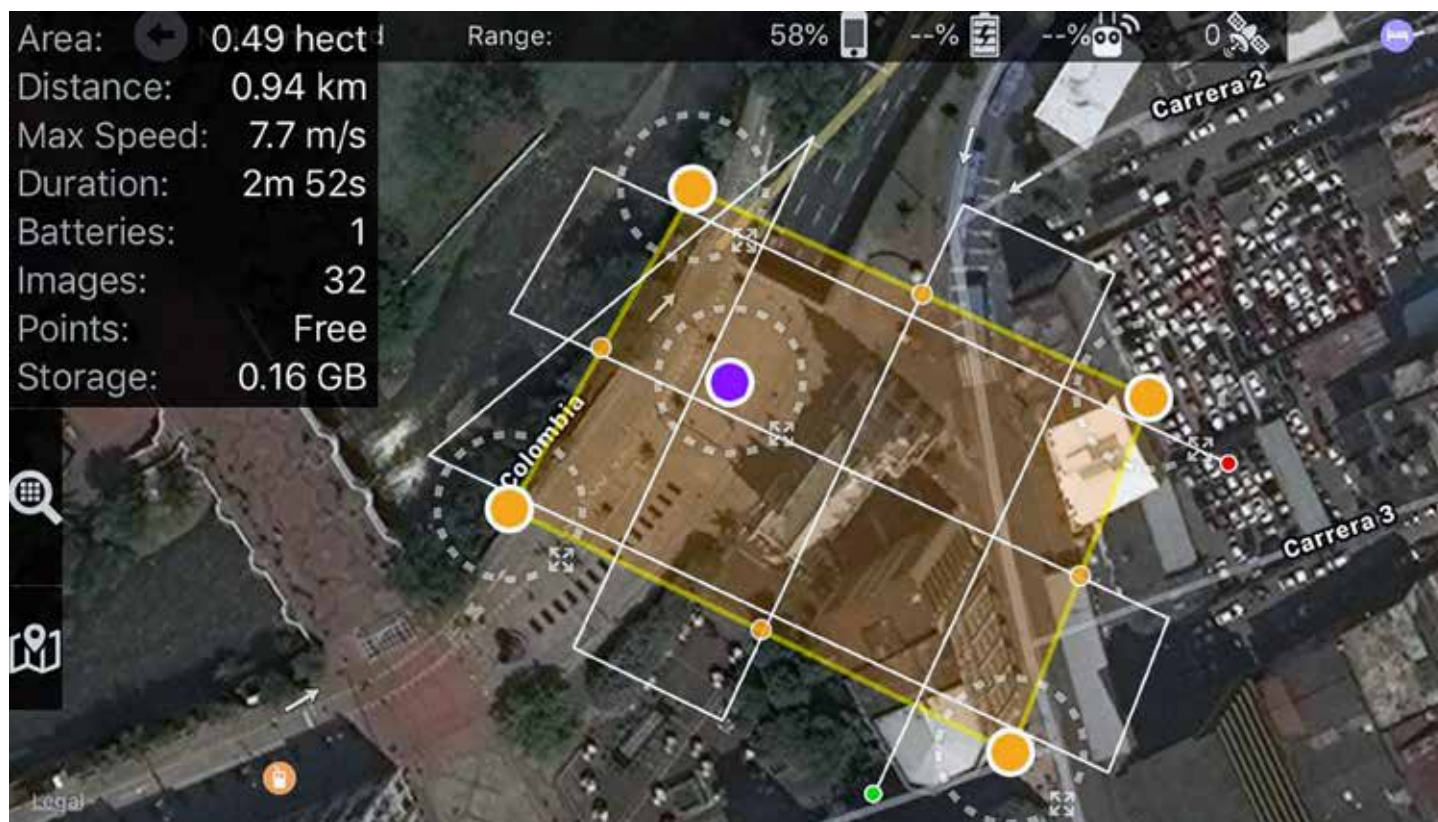 Area: 0.49 hect
Range:
58%
--%
--%
0
Distance: 0.94 km
Max Speed: 7.7 m/s
Duration: 2m 52s
Batteries: 1
Images: 32
Points: Free
Storage: 0.16 GB
Carrera 2
Colombia
Carrera 3
Legal